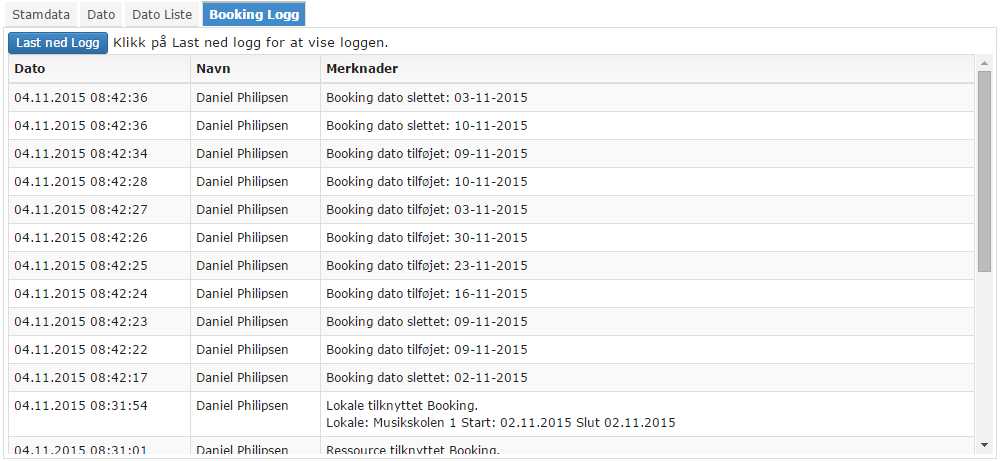 Stamdata Dato Dato Liste Booking Logg
Last ned Logg Klikk på Last ned logg for at vise loggen.
Dato Navn Merknader
04.11.2015 08:42:36 Daniel Philipsen Booking dato slettet: 03-11-2015
04.11.2015 08:42:36 Daniel Philipsen Booking dato slettet: 10-11-2015
04.11.2015 08:42:34 Daniel Philipsen Booking dato tilføjet: 09-11-2015
04.11.2015 08:42:28 Daniel Philipsen Booking dato tilføjet: 10-11-2015
04.11.2015 08:42:27 Daniel Philipsen Booking dato tilføjet: 03-11-2015
04.11.2015 08:42:26 Daniel Philipsen Booking dato tilføjet: 30-11-2015
04.11.2015 08:42:25 Daniel Philipsen Booking dato tilføjet: 23-11-2015
04.11.2015 08:42:24 Daniel Philipsen Booking dato tilføjet: 16-11-2015
04.11.2015 08:42:23 Daniel Philipsen Booking dato slettet: 09-11-2015
04.11.2015 08:42:22 Daniel Philipsen Booking dato tilføjet: 09-11-2015
04.11.2015 08:42:17 Daniel Philipsen Booking dato slettet: 02-11-2015
04.11.2015 08:31:54 Daniel Philipsen Lokale tilknyttet Booking.
Lokale: Musikskolen 1 Start: 02.11.2015 Slut 02.11.2015
04.11.2015 08:31:01 Daniel Philipsen Ressource tilknyttet Booking.